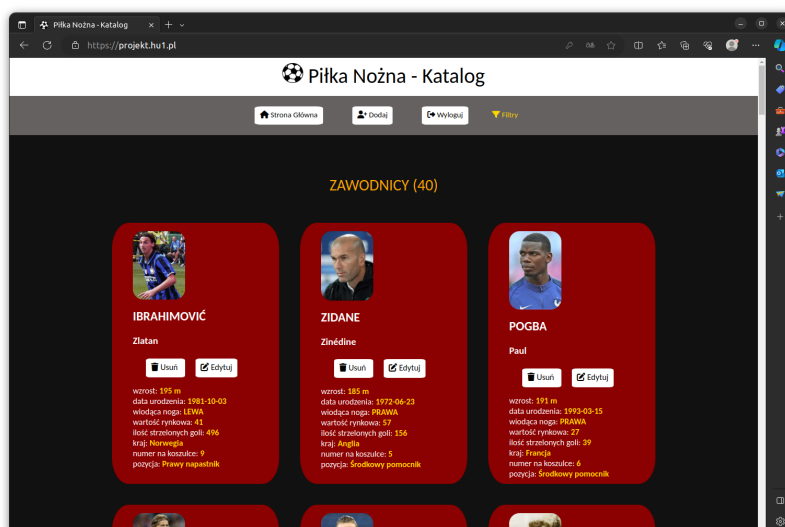 Piłka Nożna - Katalog
https://projekt.hu1.pl
Piłka Nożna - Katalog
Strona Główna
Dodaj
Wyloguj
Filtry
ZAWODNICY (40)
IBRAHIMOVIĆ
Zlatan
Usuń
Edytuj
wzrost: 195 m
data urodzenia: 1981-10-03
wiodąca noga: LEWA
wartość rynkowa: 41
ilość strzelonych goli: 496
kraj: Norwegia
numer na koszulce: 9
pozycja: Prawy napastnik
ZIDANE
Zinédine
Usuń
Edytuj
wzrost: 185 m
data urodzenia: 1972-06-23
wiodąca noga: PRAWA
wartość rynkowa: 57
ilość strzelonych goli: 156
kraj: Anglia
numer na koszulce: 5
pozycja: Środkowy pomocnik
POGBA
Paul
Usuń
Edytuj
wzrost: 191 m
data urodzenia: 1993-03-15
wiodąca noga: PRAWA
wartość rynkowa: 27
ilość strzelonych goli: 39
kraj: Francja
numer na koszulce: 6
pozycja: Środkowy pomocnik